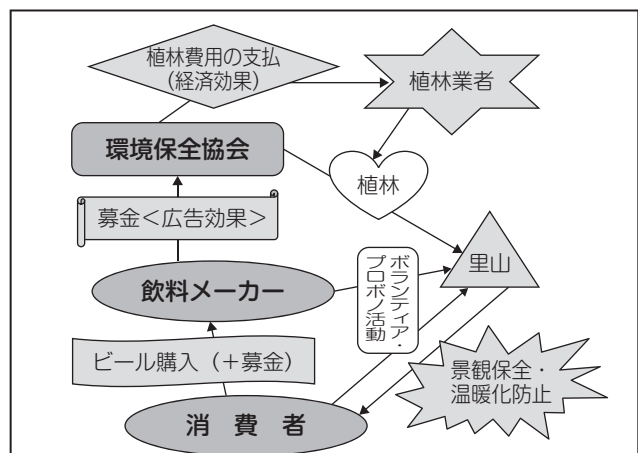 植林費用の支払
(経済効果)
植林業者
環境保全協会
植林
募金<広告効果>
里山
ボランティア・
プロボノ活動
飲料メーカー
ビール購入（＋募金）
景観保全・
温暖化防止
消　費　者